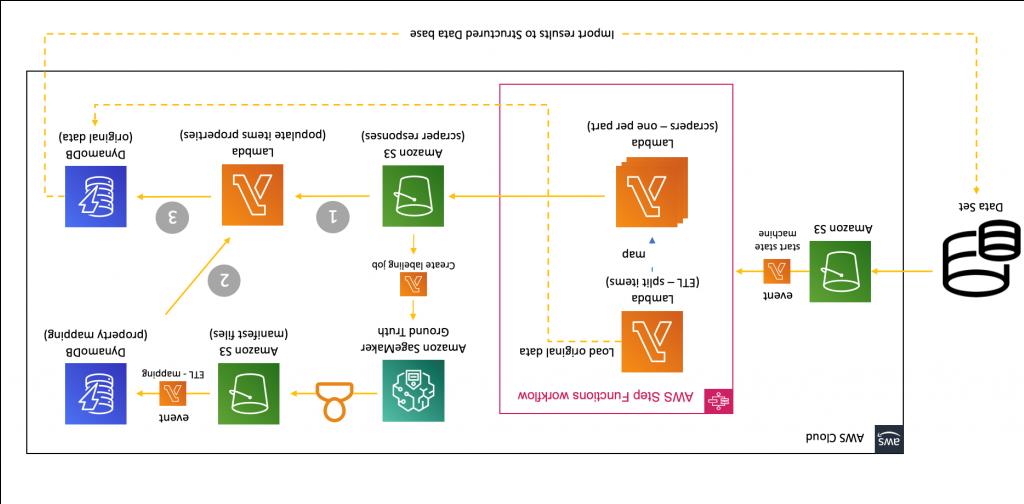 aws
AWS Cloud
AWS Step Functions workflow
event
ETL - mapping
Load original data
Amazon SageMaker
Ground Truth
Amazon S3
(manifest files)
DynamoDB
(property mapping)
Lambda
(ETL – split items)
map
event
start state
machine
Create labeling
job
2
Data Set
Amazon S3
1
3
Lambda
(scrapers – one per part)
Amazon S3
(scraper responses)
Lambda
(populate items properties)
DynamoDB
(original data)
Import results to Structured Data base